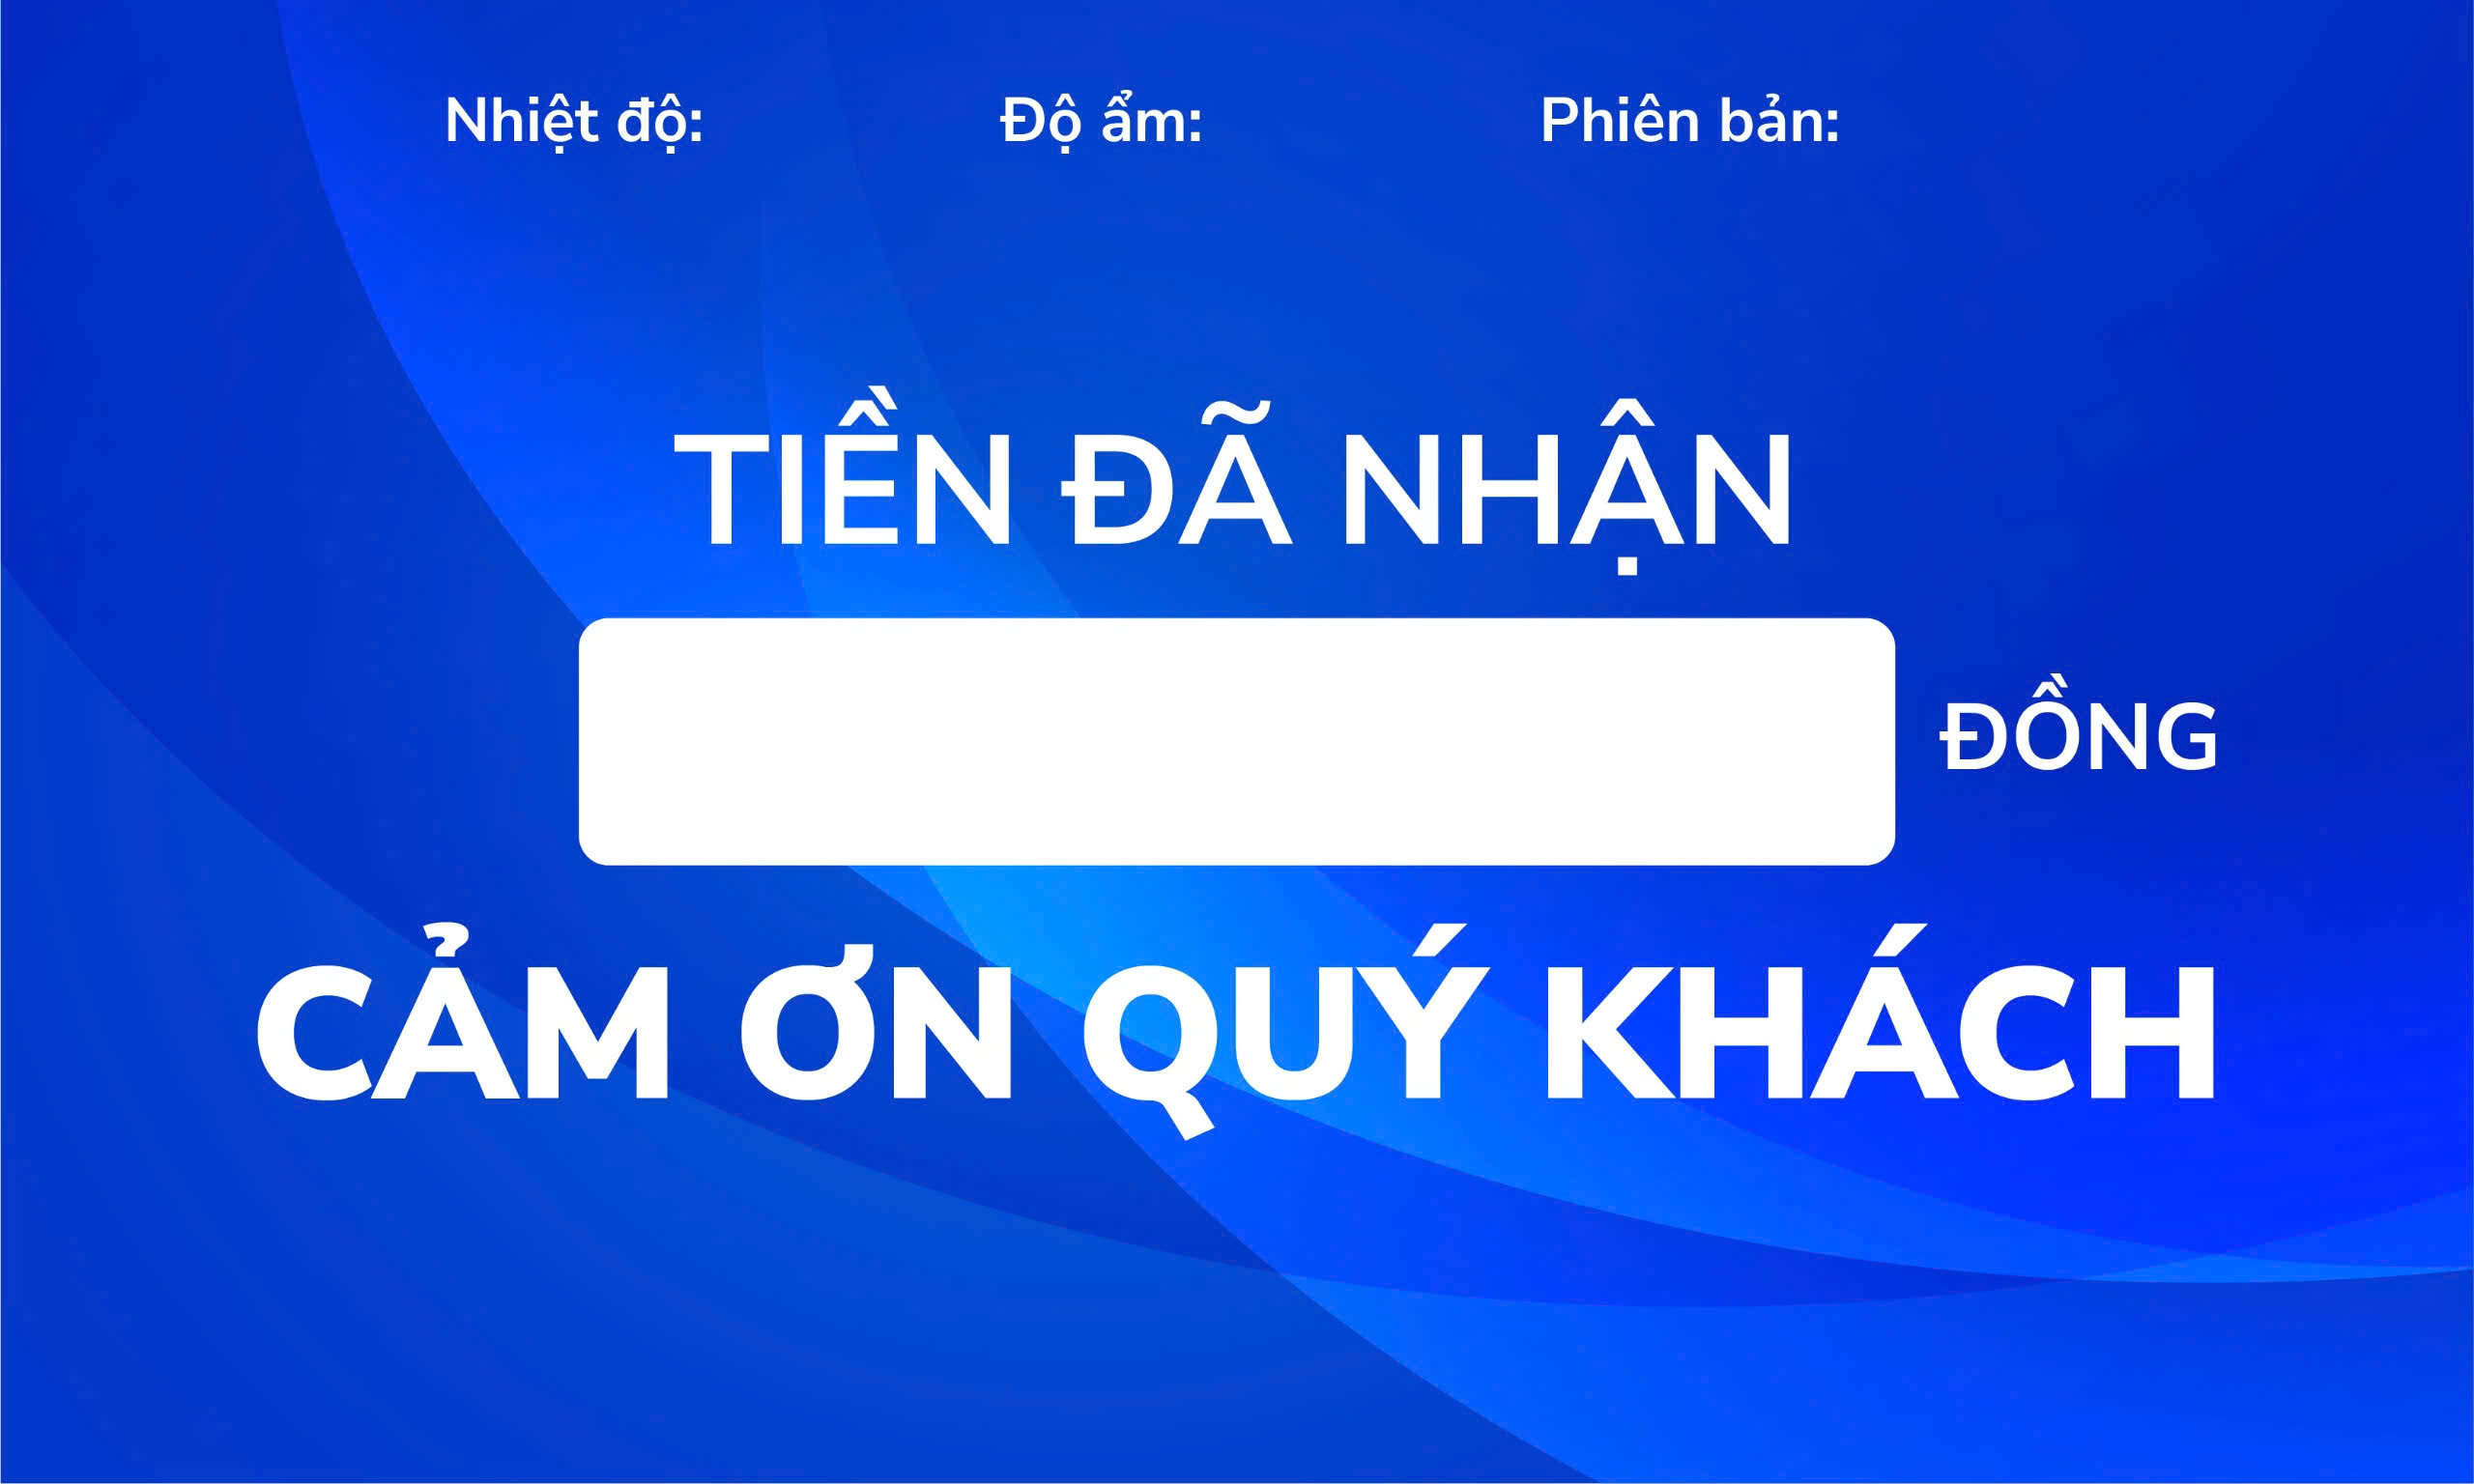 Nhiệt độ: Độ ẩm: Phiên bản:
TIỀN ĐÃ NHẬN
ĐỒNG
CẢM ƠN QUÝ KHÁCH